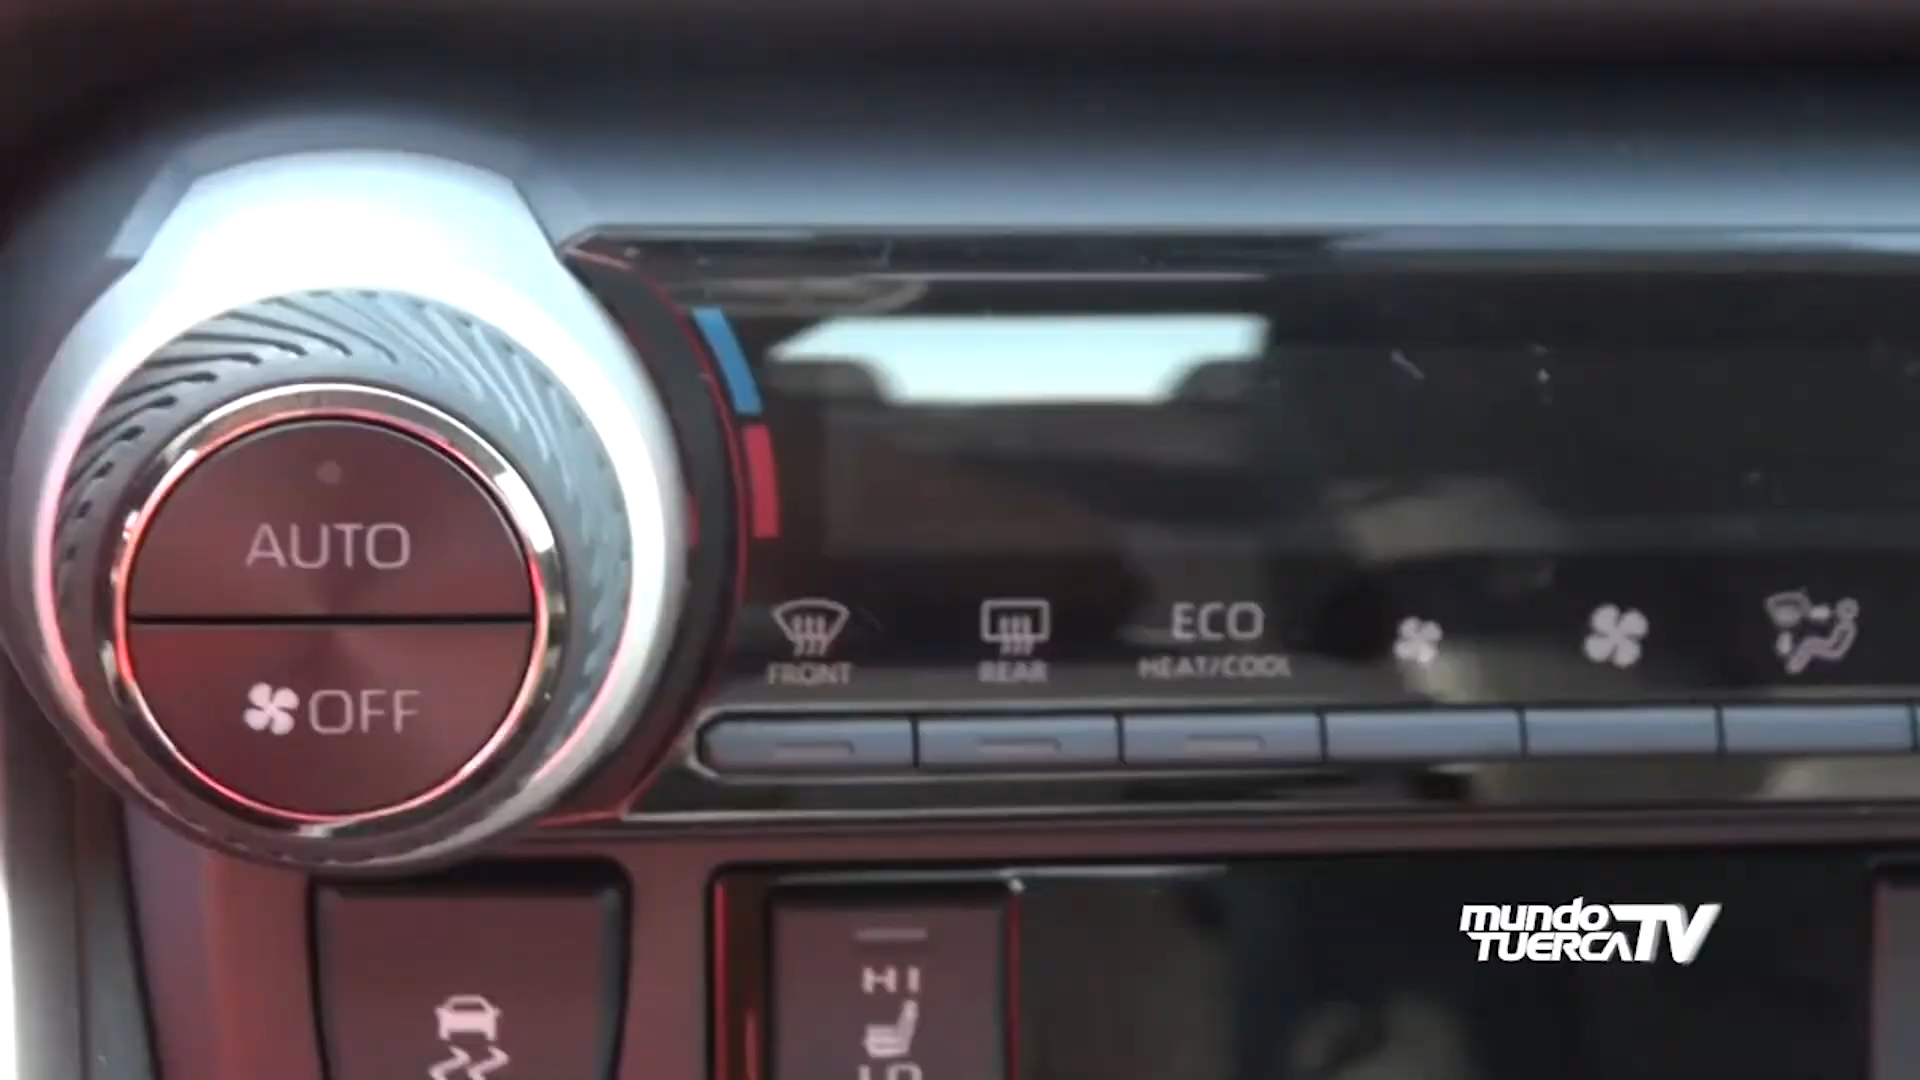 AUTO
OFF
FRONT
REAR
ECO
HEAT/COOL
HI
mundo
TUERCA TV